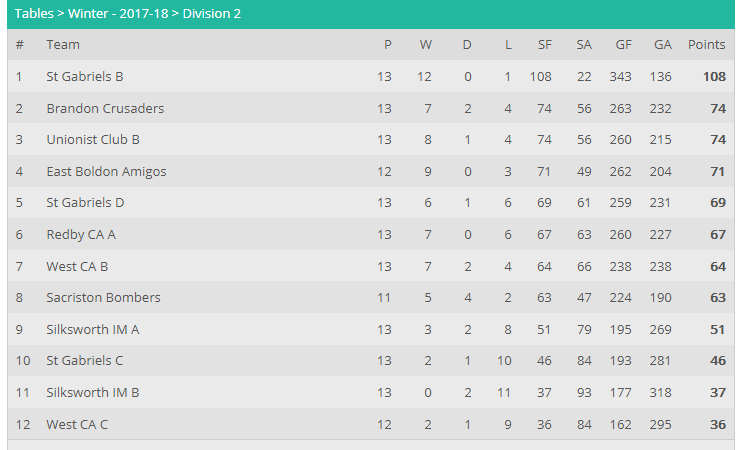 Tables > Winter - 2017-18 > Division 2
# Team P W D L SF SA GF GA Points
1 St Gabriels B 13 12 0 1 108 22 343 136 108
2 Brandon Crusaders 13 7 2 4 74 56 263 232 74
3 Unionist Club B 13 8 1 4 74 56 260 215 74
4 East Boldon Amigos 12 9 0 3 71 49 262 204 71
5 St Gabriels D 13 6 1 6 69 61 259 231 69
6 Redby CA A 13 7 0 6 67 63 260 227 67
7 West CA B 13 7 2 4 64 66 238 238 64
8 Sacriston Bombers 11 5 4 2 63 47 224 190 63
9 Silksworth IM A 13 3 2 8 51 79 195 269 51
10 St Gabriels C 13 2 1 10 46 84 193 281 46
11 Silksworth IM B 13 0 2 11 37 93 177 318 37
12 West CA C 12 2 1 9 36 84 162 295 36